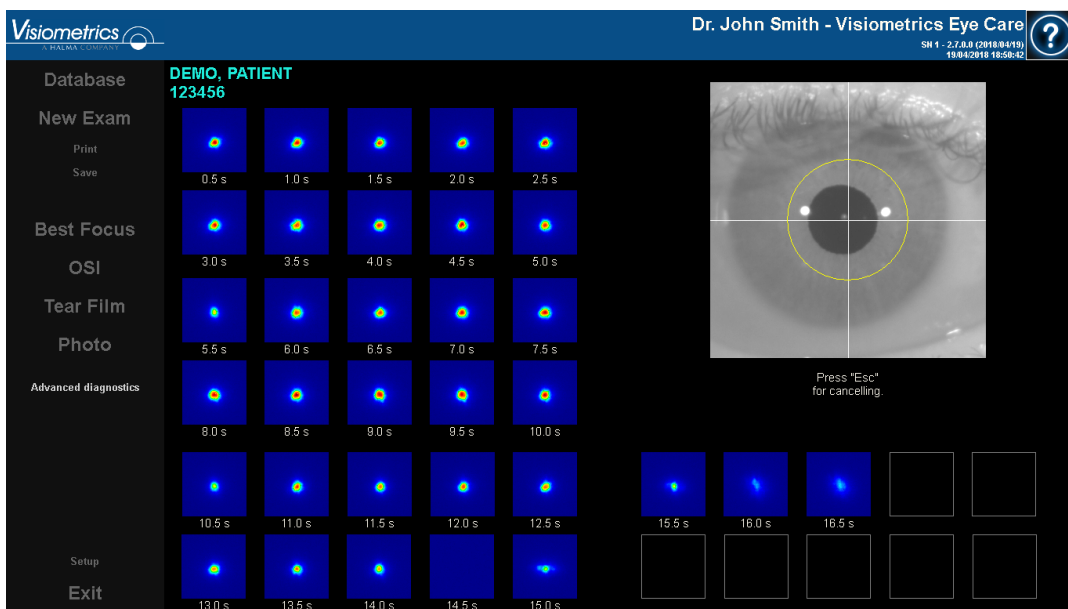 Visiometrics
A HALMA COMPANY
Dr. John Smith - Visiometrics Eye Care
SN 1 - 2.7.0.0 (2018/04/19)
19/04/2018 18:50:42
?
Database
New Exam
Print
Save
Best Focus
OSI
Tear Film
Photo
Advanced diagnostics
Setup
Exit
DEMO, PATIENT
123456
0.5 s 1.0 s 1.5 s 2.0 s 2.5 s
3.0 s 3.5 s 4.0 s 4.5 s 5.0 s
5.5 s 6.0 s 6.5 s 7.0 s 7.5 s
8.0 s 8.5 s 9.0 s 9.5 s 10.0 s
10.5 s 11.0 s 11.5 s 12.0 s 12.5 s
13.0 s 13.5 s 14.0 s 14.5 s 15.0 s
Press "Esc"
for cancelling.
15.5 s 16.0 s 16.5 s